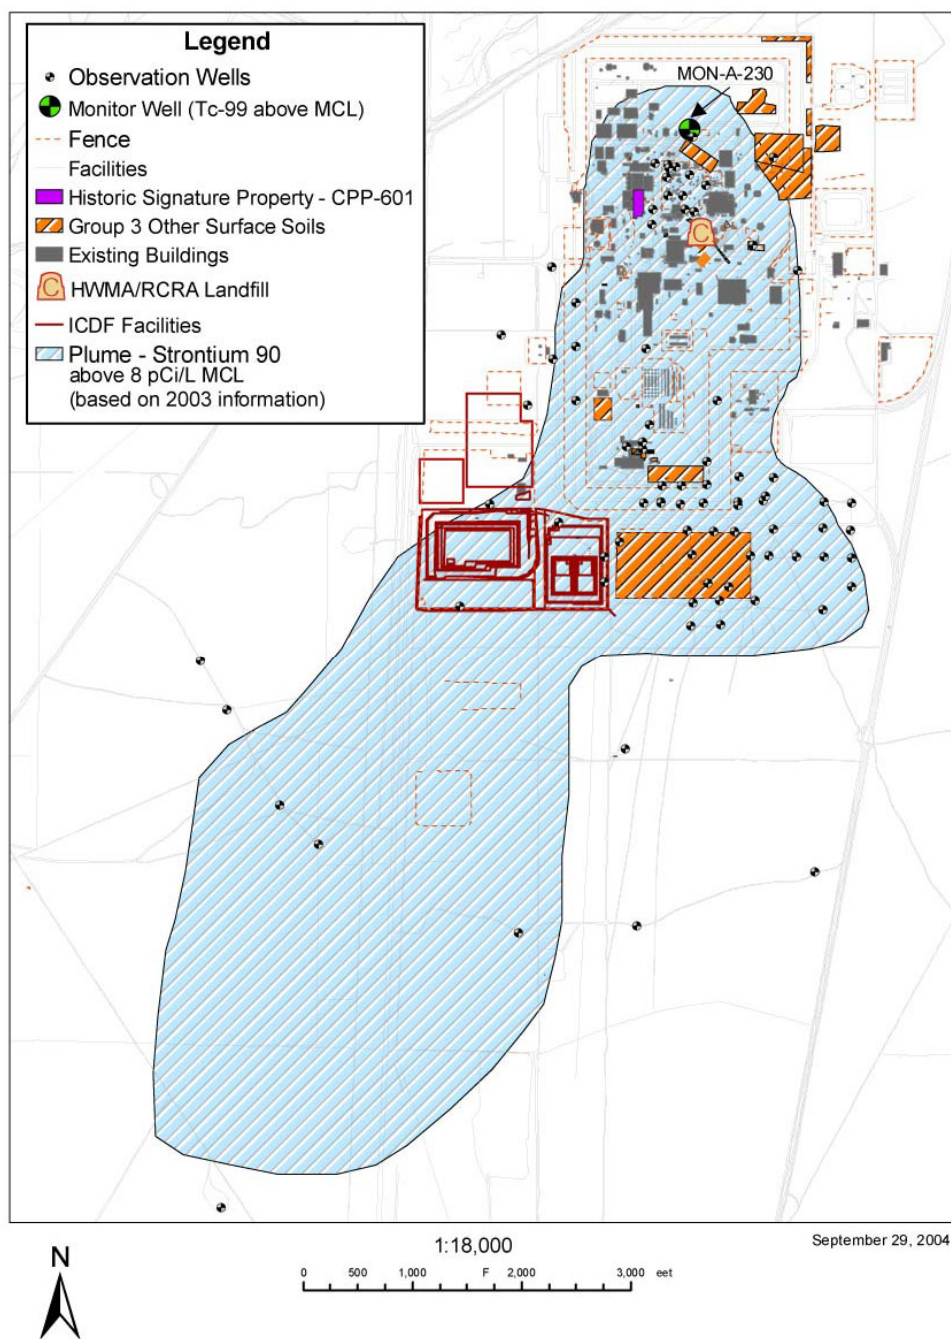 Legend
Observation Wells
Monitor Well (Tc-99 above MCL)
Fence
Facilities
Historic Signature Property - CPP-601
Group 3 Other Surface Soils
Existing Buildings
C HWMA/RCRA Landfill
ICDF Facilities
Plume - Strontium 90
above 8 pCi/L MCL
(based on 2003 information)
MON-A-230
C
September 29, 2004
N
1:18,000
0 500 1,000 F 2,000 3,000 eet